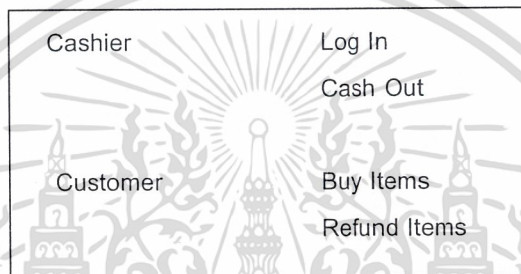 Cashier Log In
Cash Out
Customer Buy Items
Refund Items